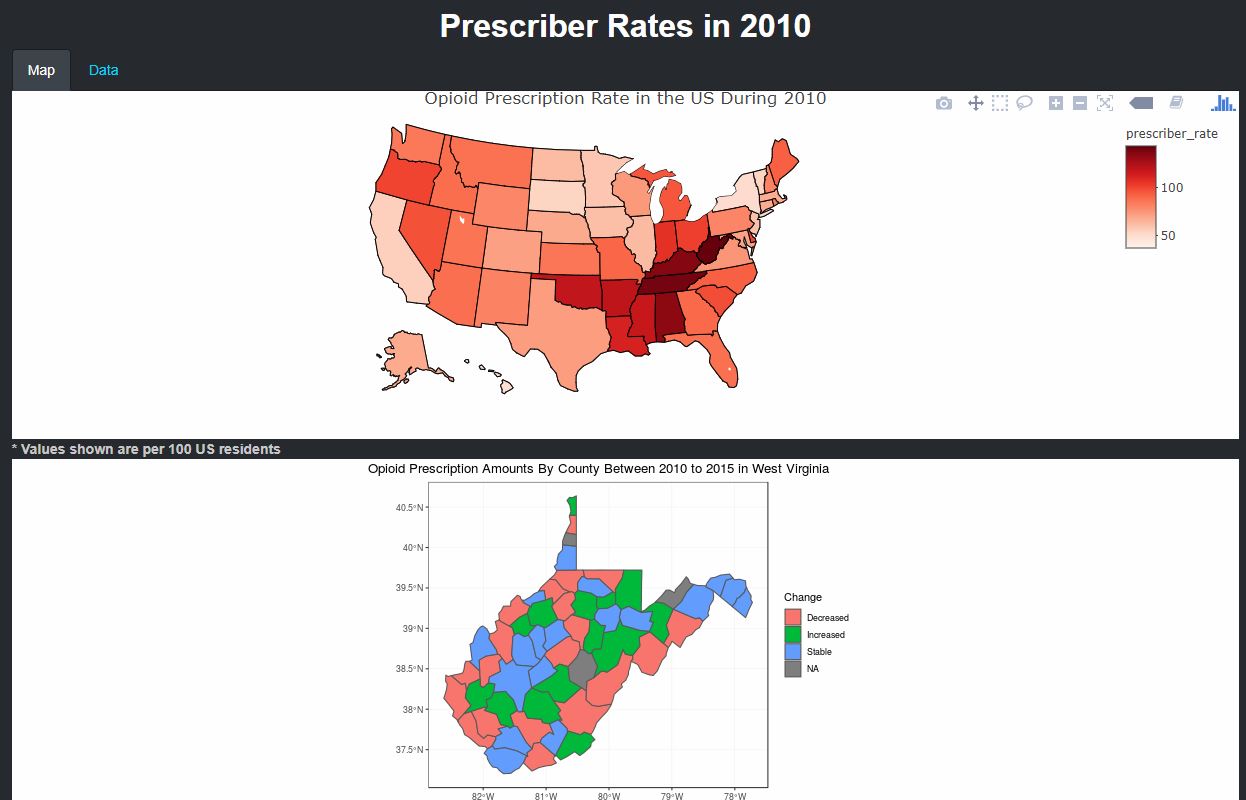 Prescriber Rates in 2010
Map
Data
Opioid Prescription Rate in the US During 2010
prescriber_rate
100
50
* Values shown are per 100 US residents
Opioid Prescription Amounts By County Between 2010 to 2015 in West Virginia
40.5°N
40°N
39.5°N
39°N
38.5°N
38°N
37.5°N
82°W
81°W
80°W
79°W
78°W
Change
Decreased
Increased
Stable
NA